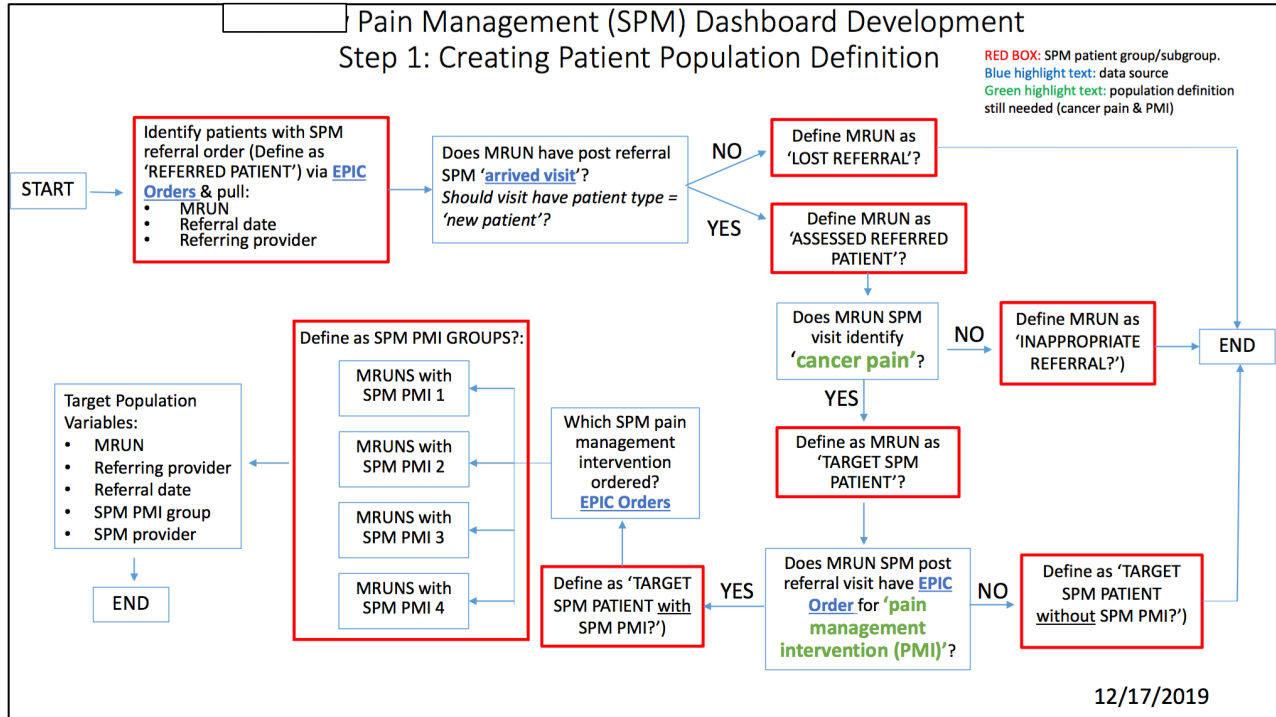 y Pain Management (SPM) Dashboard Development
Step 1: Creating Patient Population Definition
RED BOX: SPM patient group/subgroup.
Blue highlight text: data source
Green highlight text: population definition
still needed (cancer pain & PMI)
START
Identify patients with SPM
referral order (Define as
‘REFERRED PATIENT’) via EPIC
Orders & pull:
• MRUN
• Referral date
• Referring provider
Does MRUN have post referral
SPM ‘arrived visit’?
Should visit have patient type =
‘new patient’?
NO
Define MRUN as
‘LOST REFERRAL’?
YES
Define MRUN as
‘ASSESSED REFERRED
PATIENT’?
Does MRUN SPM
visit identify
‘cancer pain’?
NO
Define MRUN as
‘INAPPROPRIATE
REFERRAL?’)
END
YES
Define as MRUN as
‘TARGET SPM
PATIENT’?
Does MRUN SPM post
referral visit have EPIC
Order for ‘pain
management
intervention (PMI)’?
NO
Define as ‘TARGET
SPM PATIENT
without SPM PMI?’)
YES
Define as ‘TARGET
SPM PATIENT with
SPM PMI?’)
Which SPM pain
management
intervention
ordered?
EPIC Orders
Define as SPM PMI GROUPS?:
MRUNS with
SPM PMI 1
MRUNS with
SPM PMI 2
MRUNS with
SPM PMI 3
MRUNS with
SPM PMI 4
Target Population
Variables:
• MRUN
• Referring provider
• Referral date
• SPM PMI group
• SPM provider
END
12/17/2019